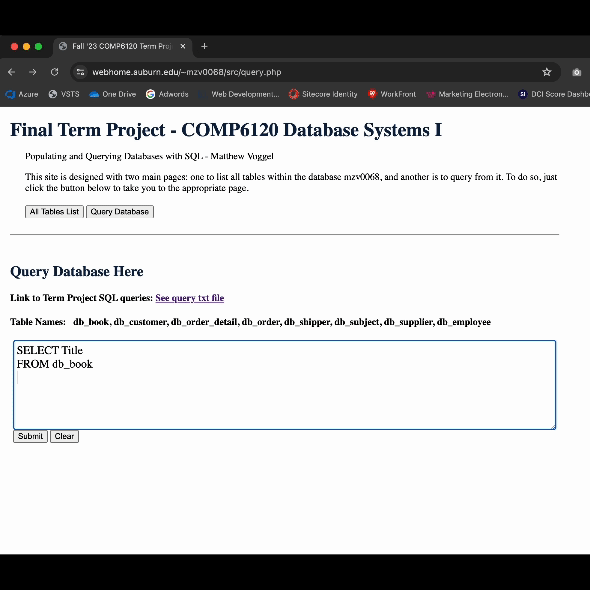 Fall '23 COMP6120 Term Proj
webhome.auburn.edu/~mzv0068/src/query.php
Azure VSTS One Drive Adwords Web Development... Sitecore Identity WorkFront Marketing Electron... DCI Score Dashb
Final Term Project - COMP6120 Database Systems I
Populating and Querying Databases with SQL - Matthew Voggel
This site is designed with two main pages: one to list all tables within the database mzv0068, and another is to query from it. To do so, just
click the button below to take you to the appropriate page.
All Tables List Query Database
Query Database Here
Link to Term Project SQL queries: See query txt file
Table Names: db_book, db_customer, db_order_detail, db_order, db_shipper, db_subject, db_supplier, db_employee
SELECT Title
FROM db_book
Submit Clear